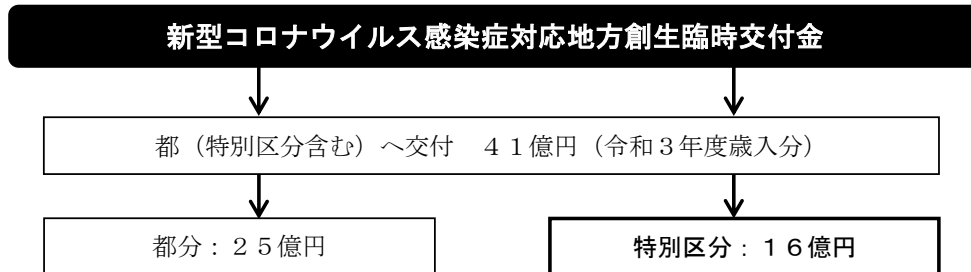 新型コロナウイルス感染症対応地方創生臨時交付金
都（特別区分含む）へ交付　４１億円（令和３年度歳入分）
都分：２５億円
特別区分：１６億円